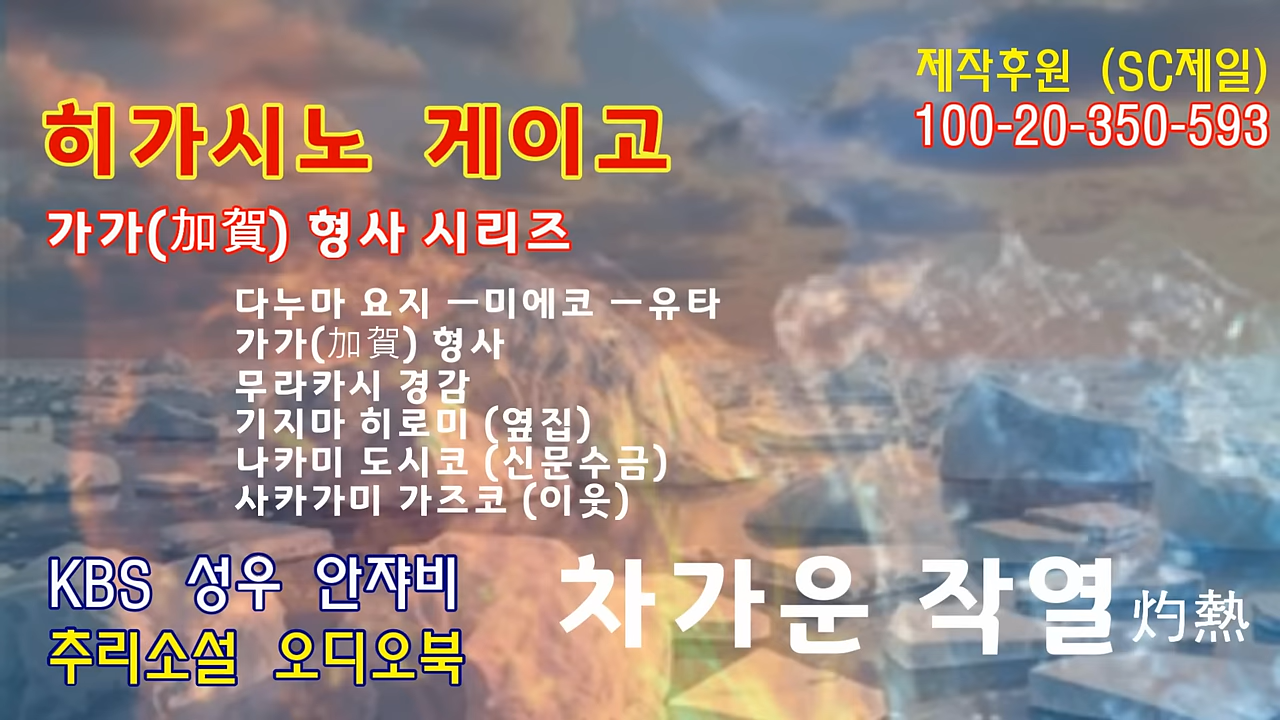 제작후원 (SC제일)
100-20-350-593
히가시노 게이고
가가(加賀) 형사 시리즈
다누마 요지 ㅡ미에코 ㅡ유타
가가(加賀) 형사
무라카시 경감
기지마 히로미 (옆집)
나카미 도시코 (신문수금)
사카가미 가즈코 (이웃)
KBS 성우 안쟈비
추리소설 오디오북
차가운 작열 灼熱